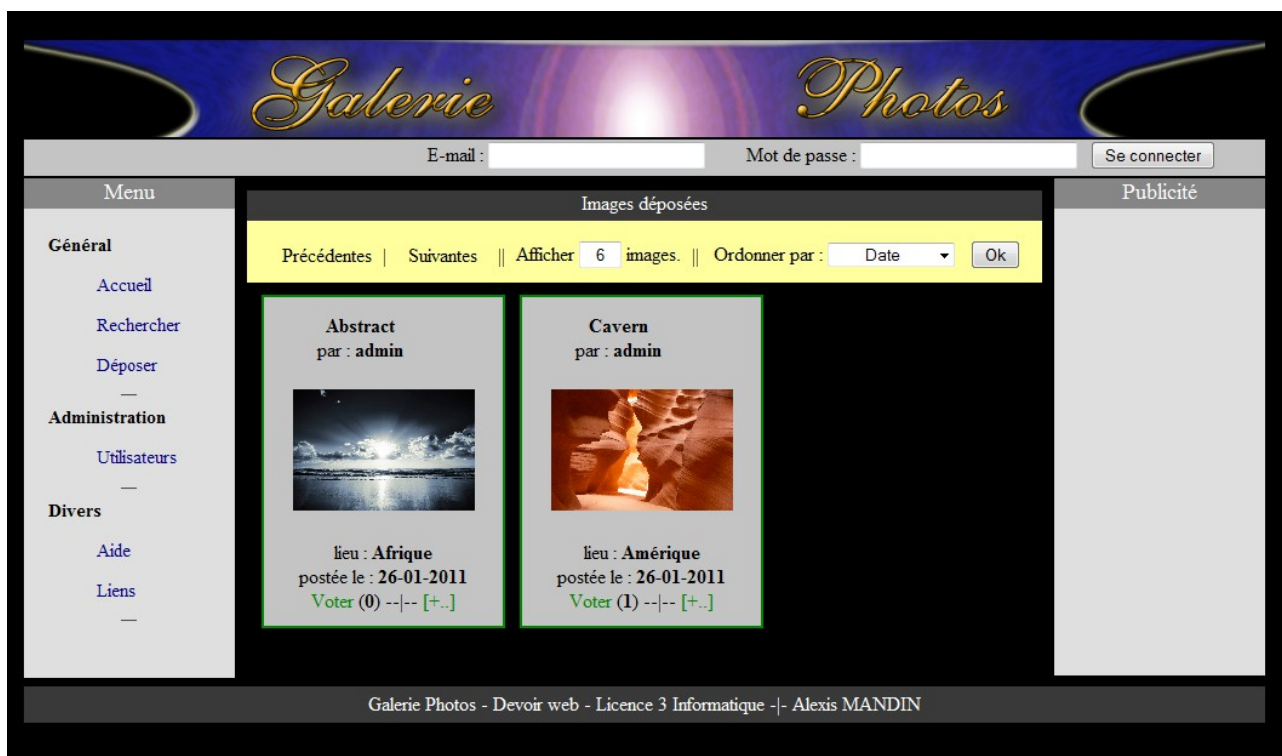 Galerie Photos
E-mail : Mot de passe : Se connecter
Menu
Général
Accueil
Rechercher
Déposer
—
Administration
Utilisateurs
—
Divers
Aide
Liens
—
Images déposées
Précédentes | Suivantes || Afficher 6 images. || Ordonner par : Date Ok
Abstract
par : admin
lieu : Afrique
postée le : 26-01-2011
Voter (0) --|-- [+..]
Cavern
par : admin
lieu : Amérique
postée le : 26-01-2011
Voter (1) --|-- [+..]
Publicité
Galerie Photos - Devoir web - Licence 3 Informatique -|- Alexis MANDIN